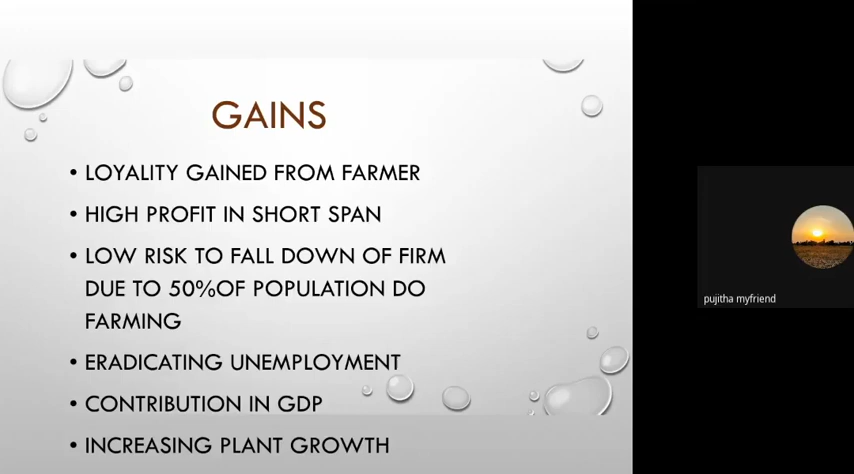 GAINS
• LOYALITY GAINED FROM FARMER
• HIGH PROFIT IN SHORT SPAN
• LOW RISK TO FALL DOWN OF FIRM
DUE TO 50%OF POPULATION DO
FARMING
• ERADICATING UNEMPLOYMENT
• CONTRIBUTION IN GDP
• INCREASING PLANT GROWTH
pujitha myfriend